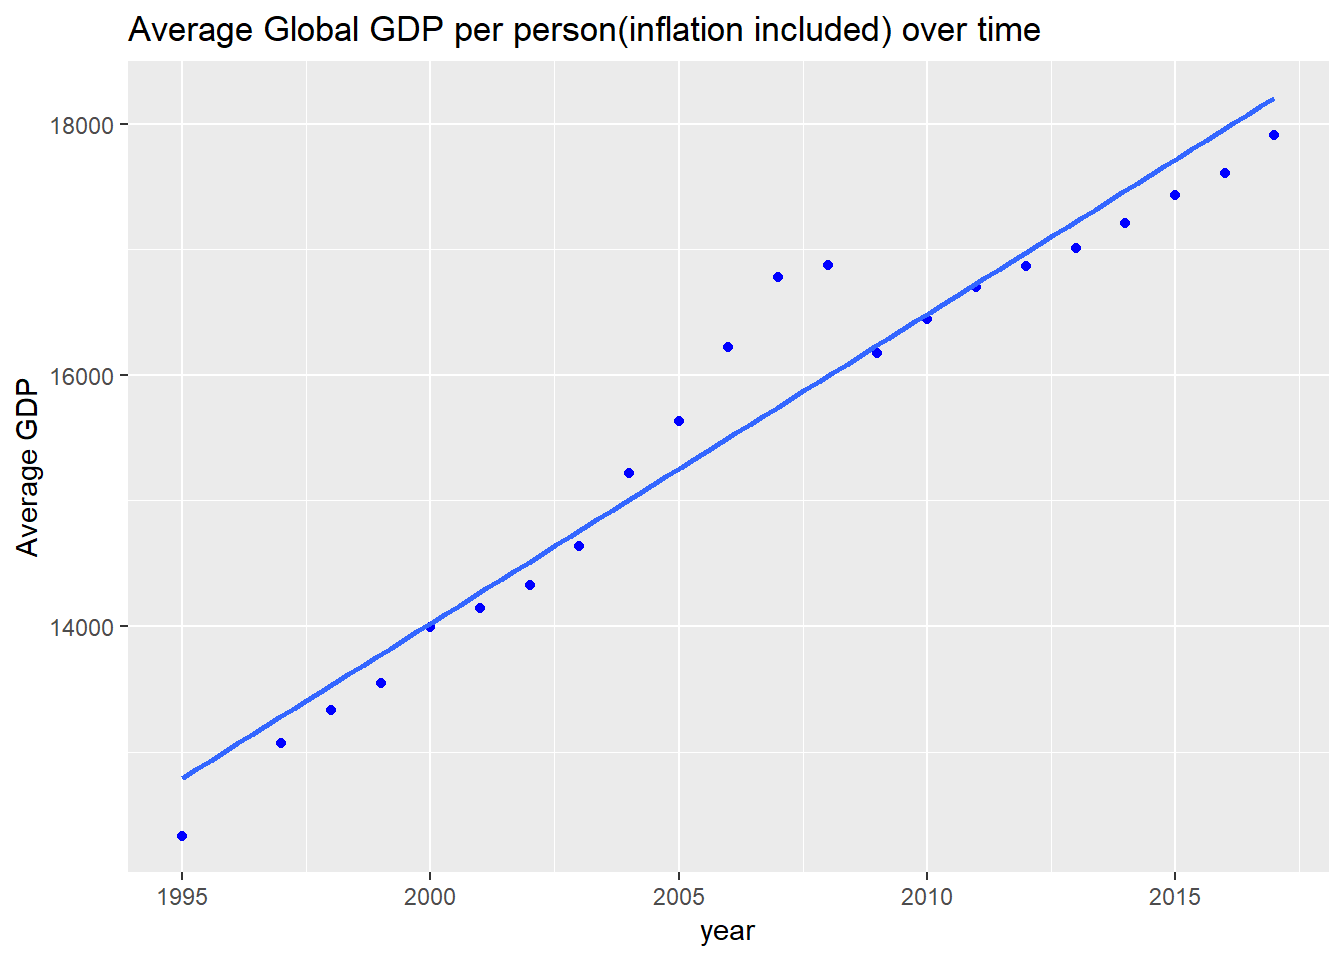 Average Global GDP per person(inflation included) over time
18000
16000
14000
Average GDP
1995 2000 2005 2010 2015
year